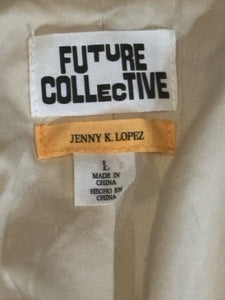 FUTURE
COLLECTIVE
JENNY K. LOPEZ
L
MADE IN
CHINA
HECHO EN
CHINA